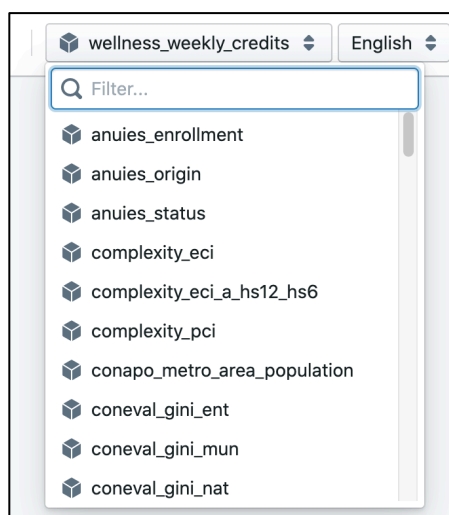 wellness_weekly_credits English
Filter...
anuies_enrollment
anuies_origin
anuies_status
complexity_eci
complexity_eci_a_hs12_hs6
complexity_pci
conapo_metro_area_population
coneval_gini_ent
coneval_gini_mun
coneval_gini_nat